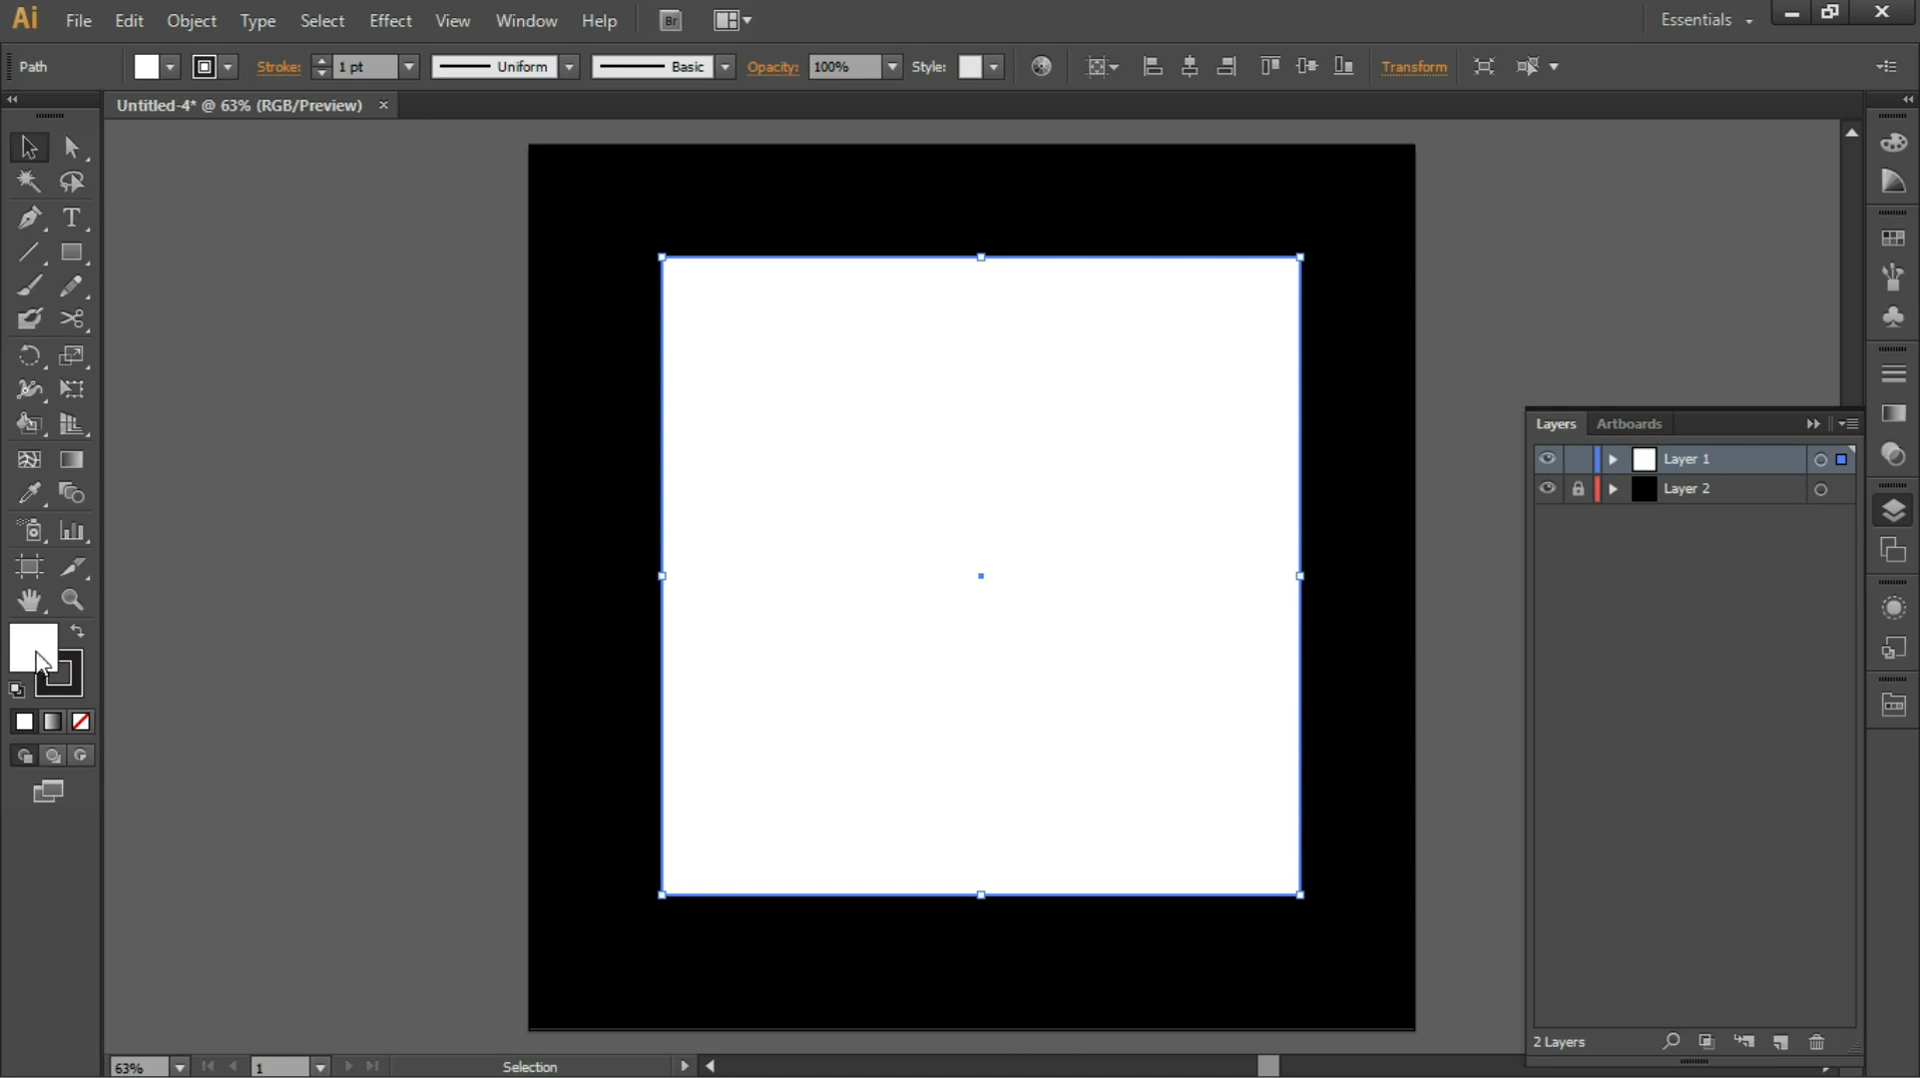 Ai File Edit Object Type Select Effect View Window Help Br Essentials
Path Stroke: 1 pt Uniform Basic Opacity: 100% Style: Transform
Untitled-4* @ 63% (RGB/Preview)
T
Layers Artboards
Layer 1
Layer 2
2 Layers
63% 1 Selection